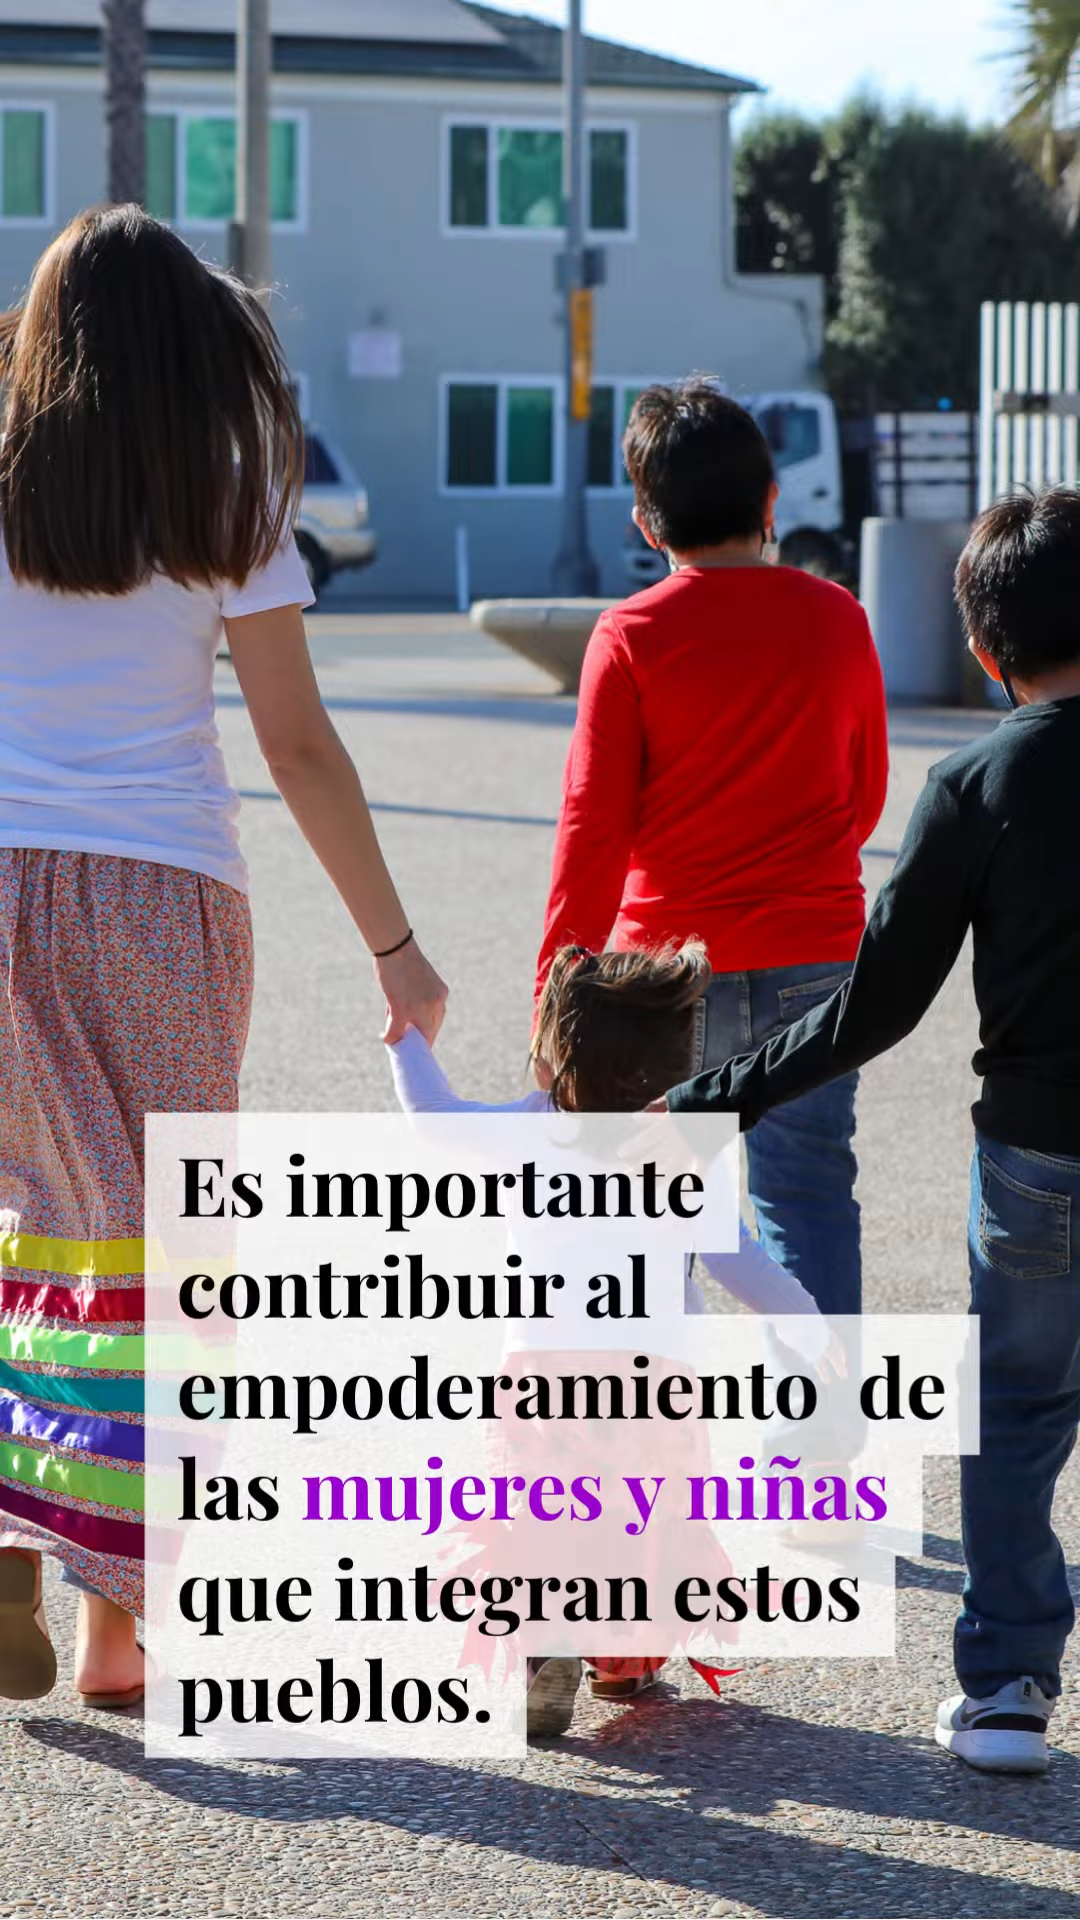 Es importante
contribuir al
empoderamiento  de
las mujeres y niñas
que integran estos
pueblos.